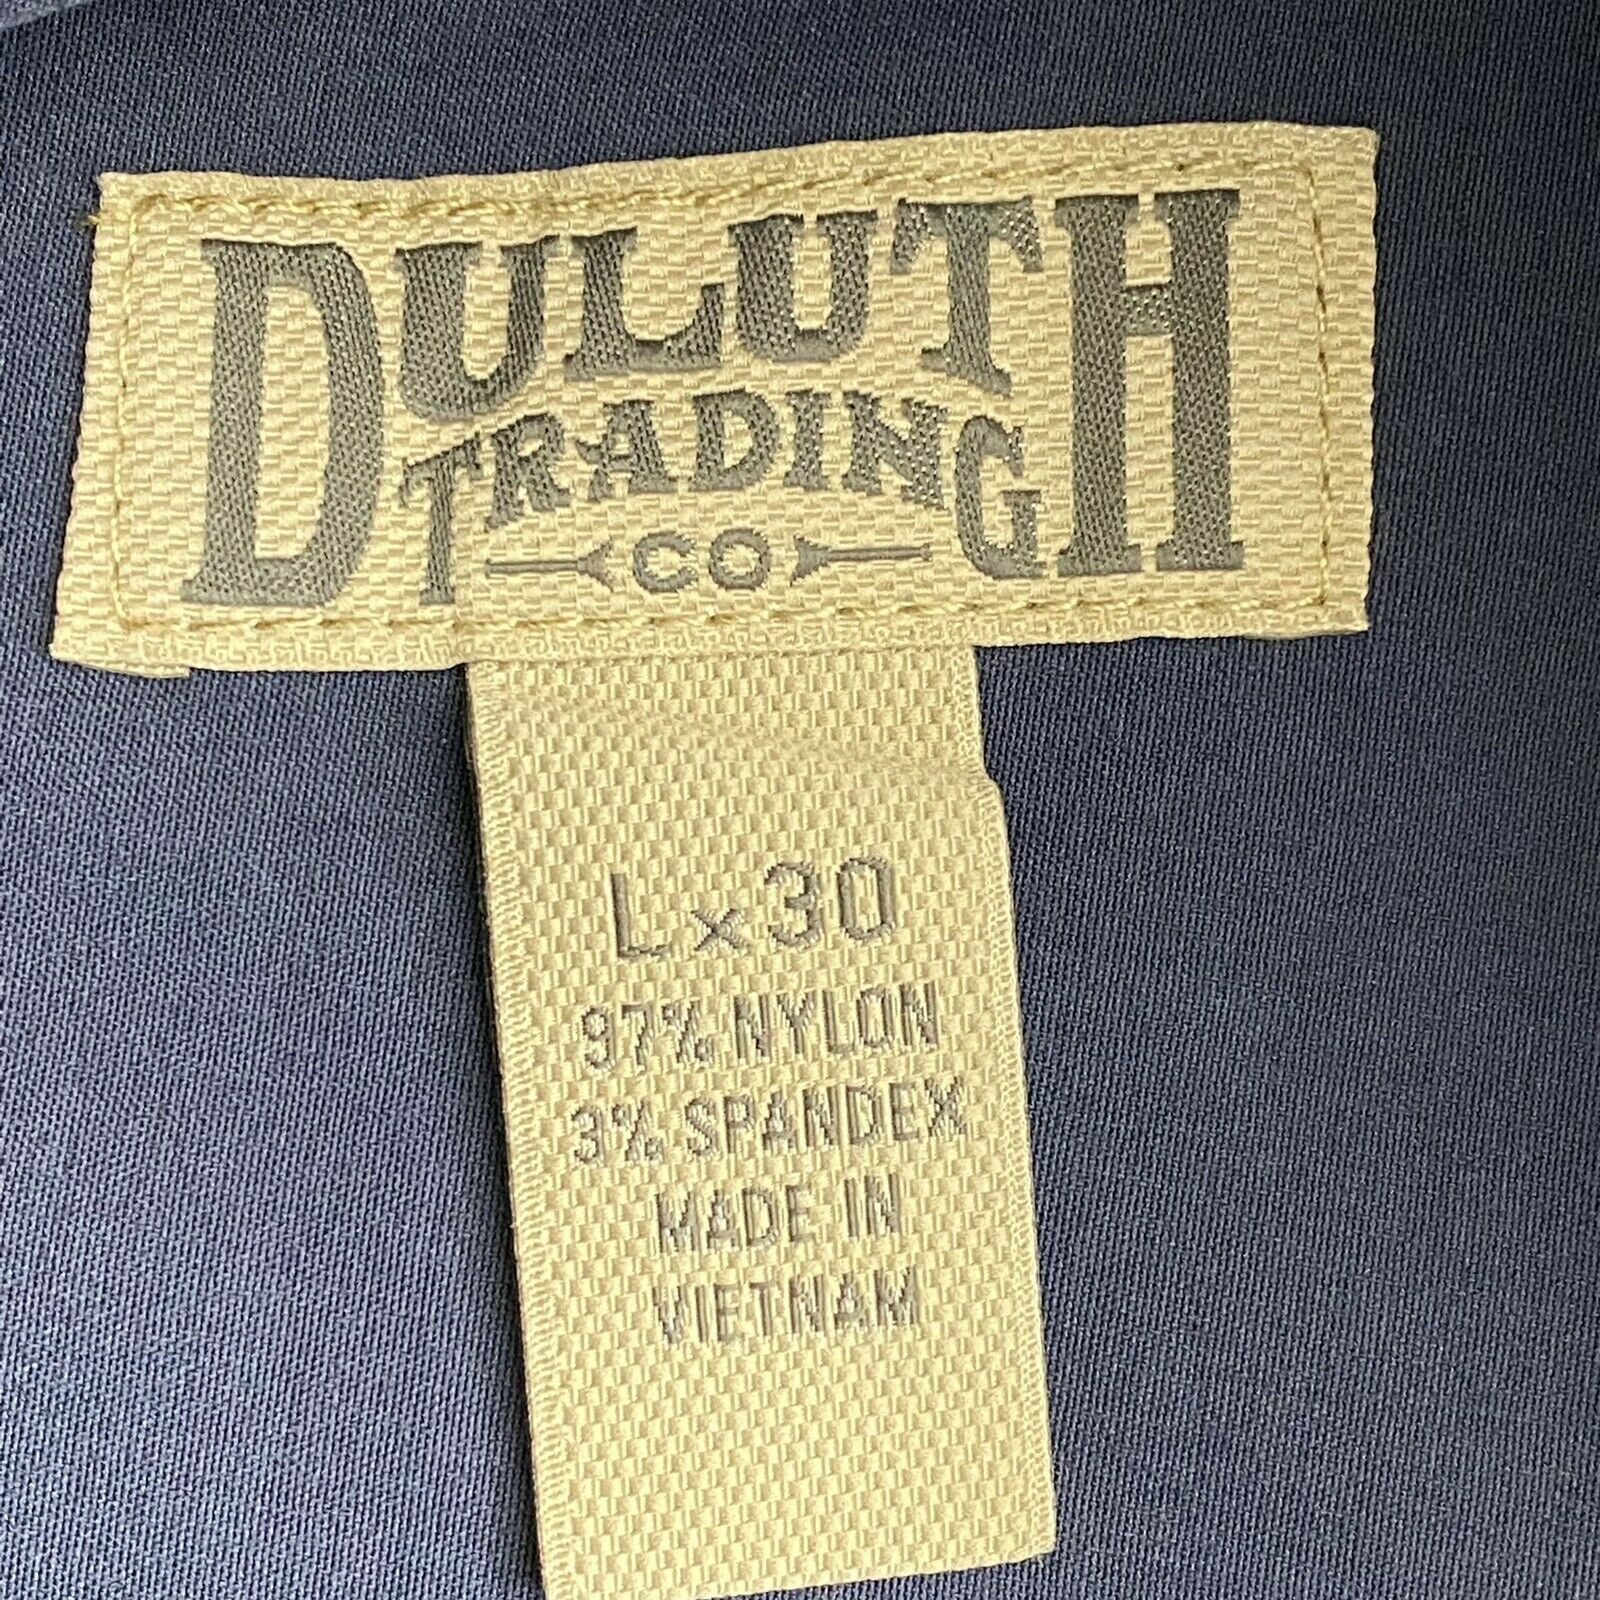 DULUTH
TRADING
CO
L x 30
97% NYLON
3% SPANDEX
MADE IN
VIETNAM